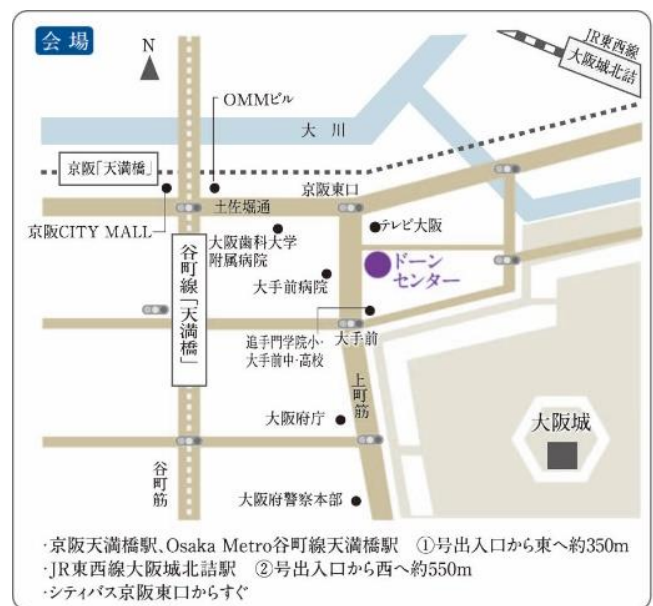 会場
N
JR東西線
大阪城北詰
OMMビル
大川
京阪「天満橋」
京阪東口
土佐堀通
テレビ大阪
京阪CITY MALL
大阪歯科大学
附属病院
ドーン
センター
谷町線「天満橋」
大手前病院
追手門学院小・
大手前中・高校
大手前
上町筋
大阪府庁
大阪城
谷町筋
大阪府警察本部
・京阪天満橋駅、Osaka Metro谷町線天満橋駅 ①号出入口から東へ約350m
・JR東西線大阪城北詰駅 ②号出入口から西へ約550m
・シティバス京阪東口からすぐ